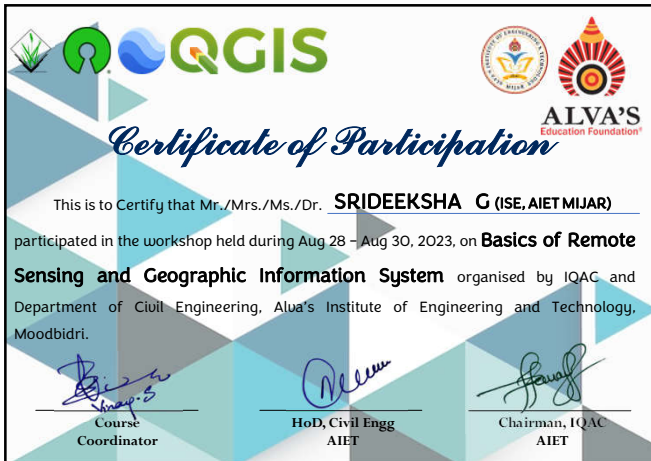 QGIS
ALVA'S
Education Foundation®
Certificate of Participation
This is to Certify that Mr./Mrs./Ms./Dr. SRIDEEKSHA G (ISE, AIET MIJAR)
participated in the workshop held during Aug 28 – Aug 30, 2023, on Basics of Remote
Sensing and Geographic Information System organised by IQAC and
Department of Civil Engineering, Alva's Institute of Engineering and Technology,
Moodbidri.
Vinay.S
Course
Coordinator
HoD, Civil Engg
AIET
Chairman, IQAC
AIET